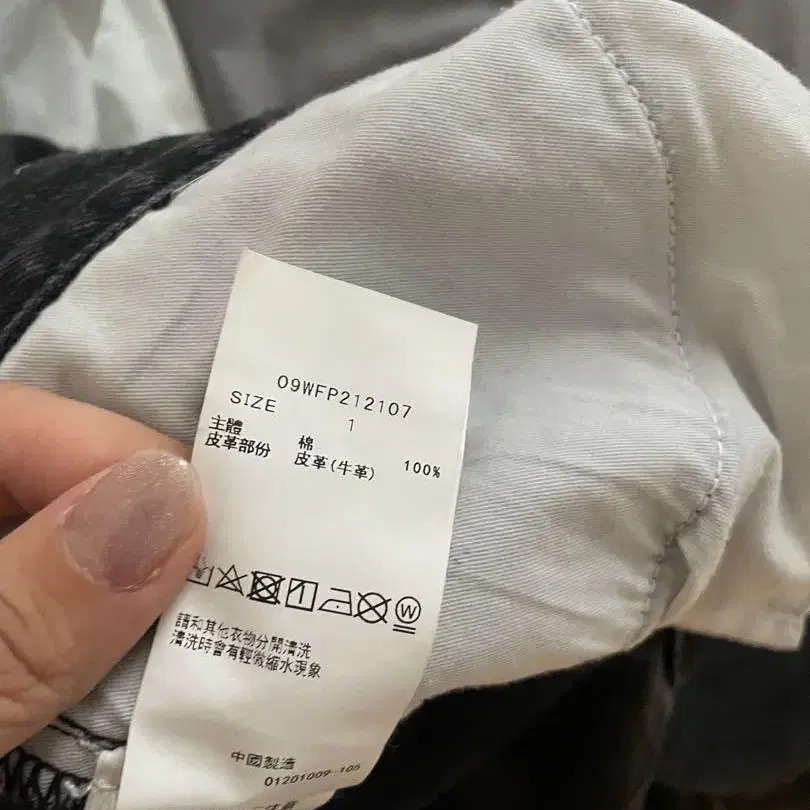 09WFP212107
SIZE 1
主體 棉 100%
皮革部份 皮革(牛革)
W
請和其他衣物分開清洗
清洗時會有輕微縮水現象
中國製造
01201009-105